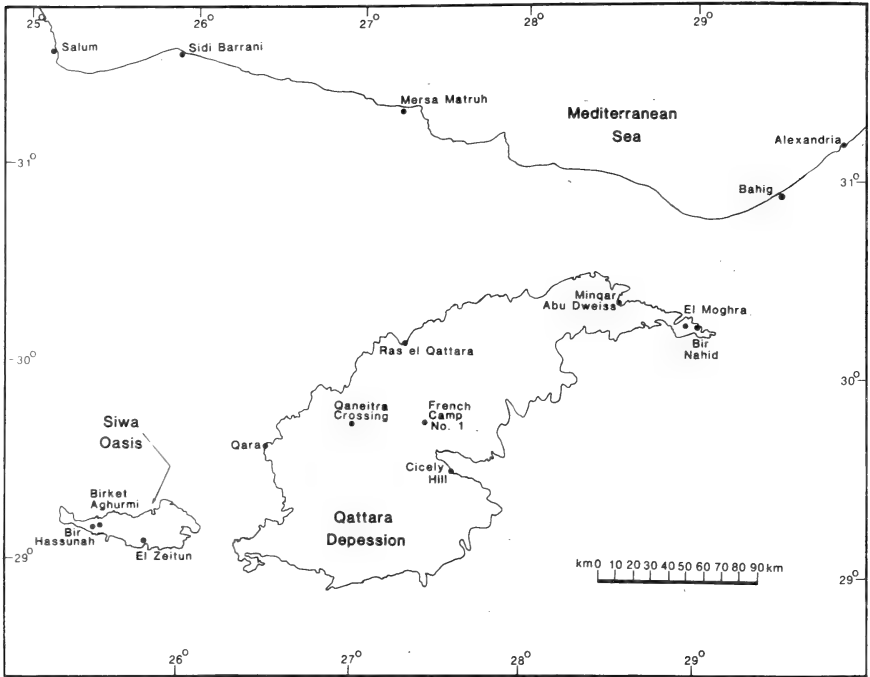 25°
26°
27°
28°
29°
Salum
Sidi Barrani
Mersa Matruh
Mediterranean
Sea
Alexandria
31°
31°
Bahig
Minqar
Abu Dweiss
El Moghra
Bir
Nahid
Ras el Qattara
30°
30°
Qaneitra
Crossing
French
Camp
No. 1
Siwa
Oasis
Qara
Cicely
Hill
Birket
Aghurmi
Bir
Hassunah
El Zeitun
Qattara
Depession
29°
29°
km 0 10 20 30 40 50 60 70 80 90 km
26°
27°
28°
29°